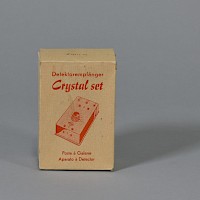 Detektorempfänger
Crystal set
Poste à Galène
Aparato à Detector